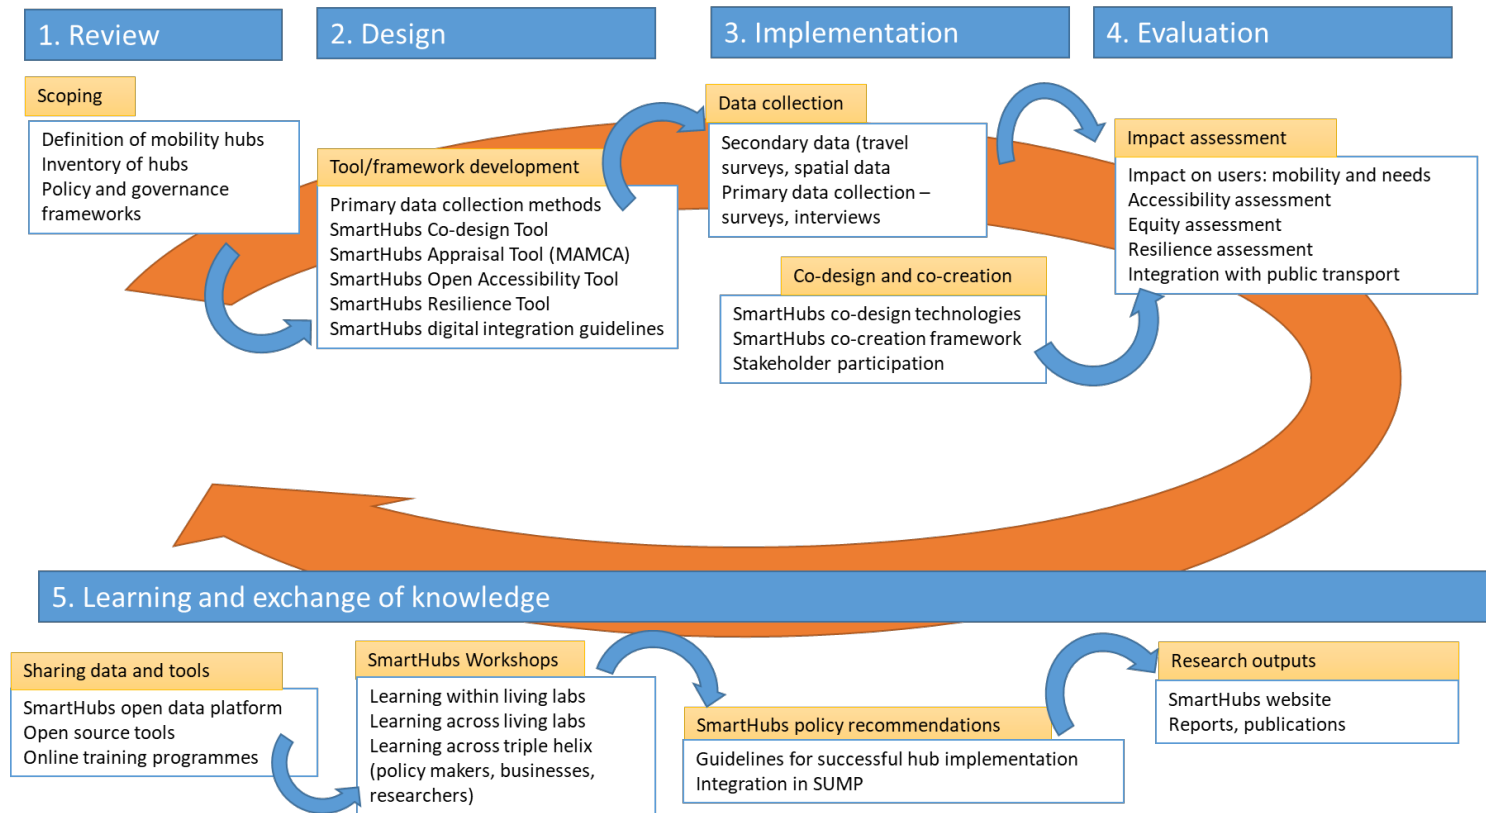 1. Review
2. Design
3. Implementation
4. Evaluation
Scoping
Definition of mobility hubs
Inventory of hubs
Policy and governance
frameworks
Tool/framework development
Primary data collection methods
SmartHubs Co-design Tool
SmartHubs Appraisal Tool (MAMCA)
SmartHubs Open Accessibility Tool
SmartHubs Resilience Tool
SmartHubs digital integration guidelines
Data collection
Secondary data (travel
surveys, spatial data
Primary data collection –
surveys, interviews
Co-design and co-creation
SmartHubs co-design technologies
SmartHubs co-creation framework
Stakeholder participation
Impact assessment
Impact on users: mobility and needs
Accessibility assessment
Equity assessment
Resilience assessment
Integration with public transport
5. Learning and exchange of knowledge
Sharing data and tools
SmartHubs open data platform
Open source tools
Online training programmes
SmartHubs Workshops
Learning within living labs
Learning across living labs
Learning across triple helix
(policy makers, businesses,
researchers)
SmartHubs policy recommendations
Guidelines for successful hub implementation
Integration in SUMP
Research outputs
SmartHubs website
Reports, publications